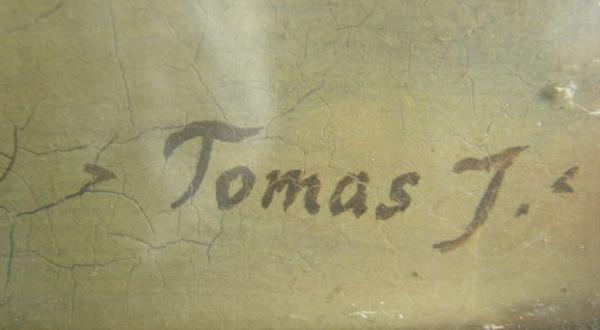 > Tomas J. <